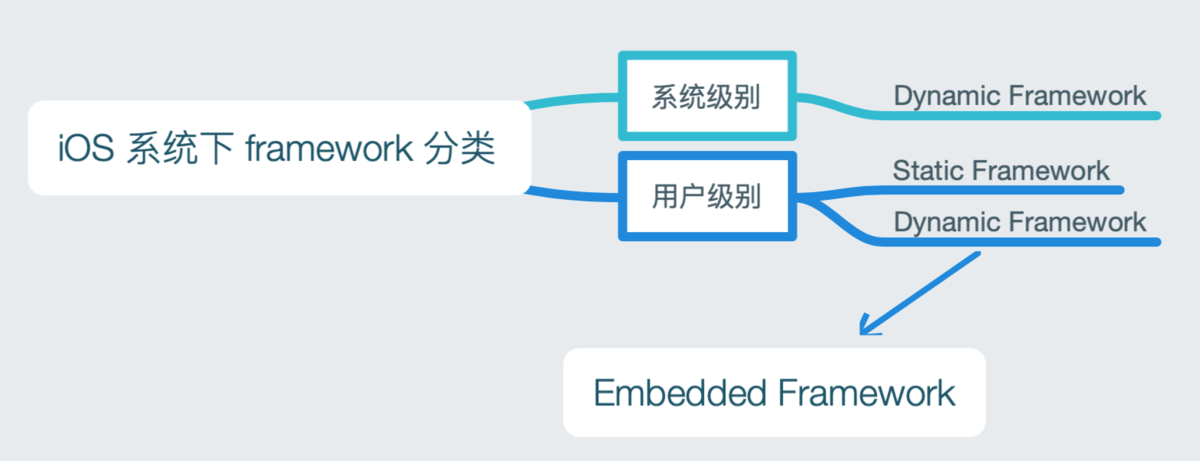 iOS 系统下 framework 分类
系统级别
Dynamic Framework
用户级别
Static Framework
Dynamic Framework
Embedded Framework